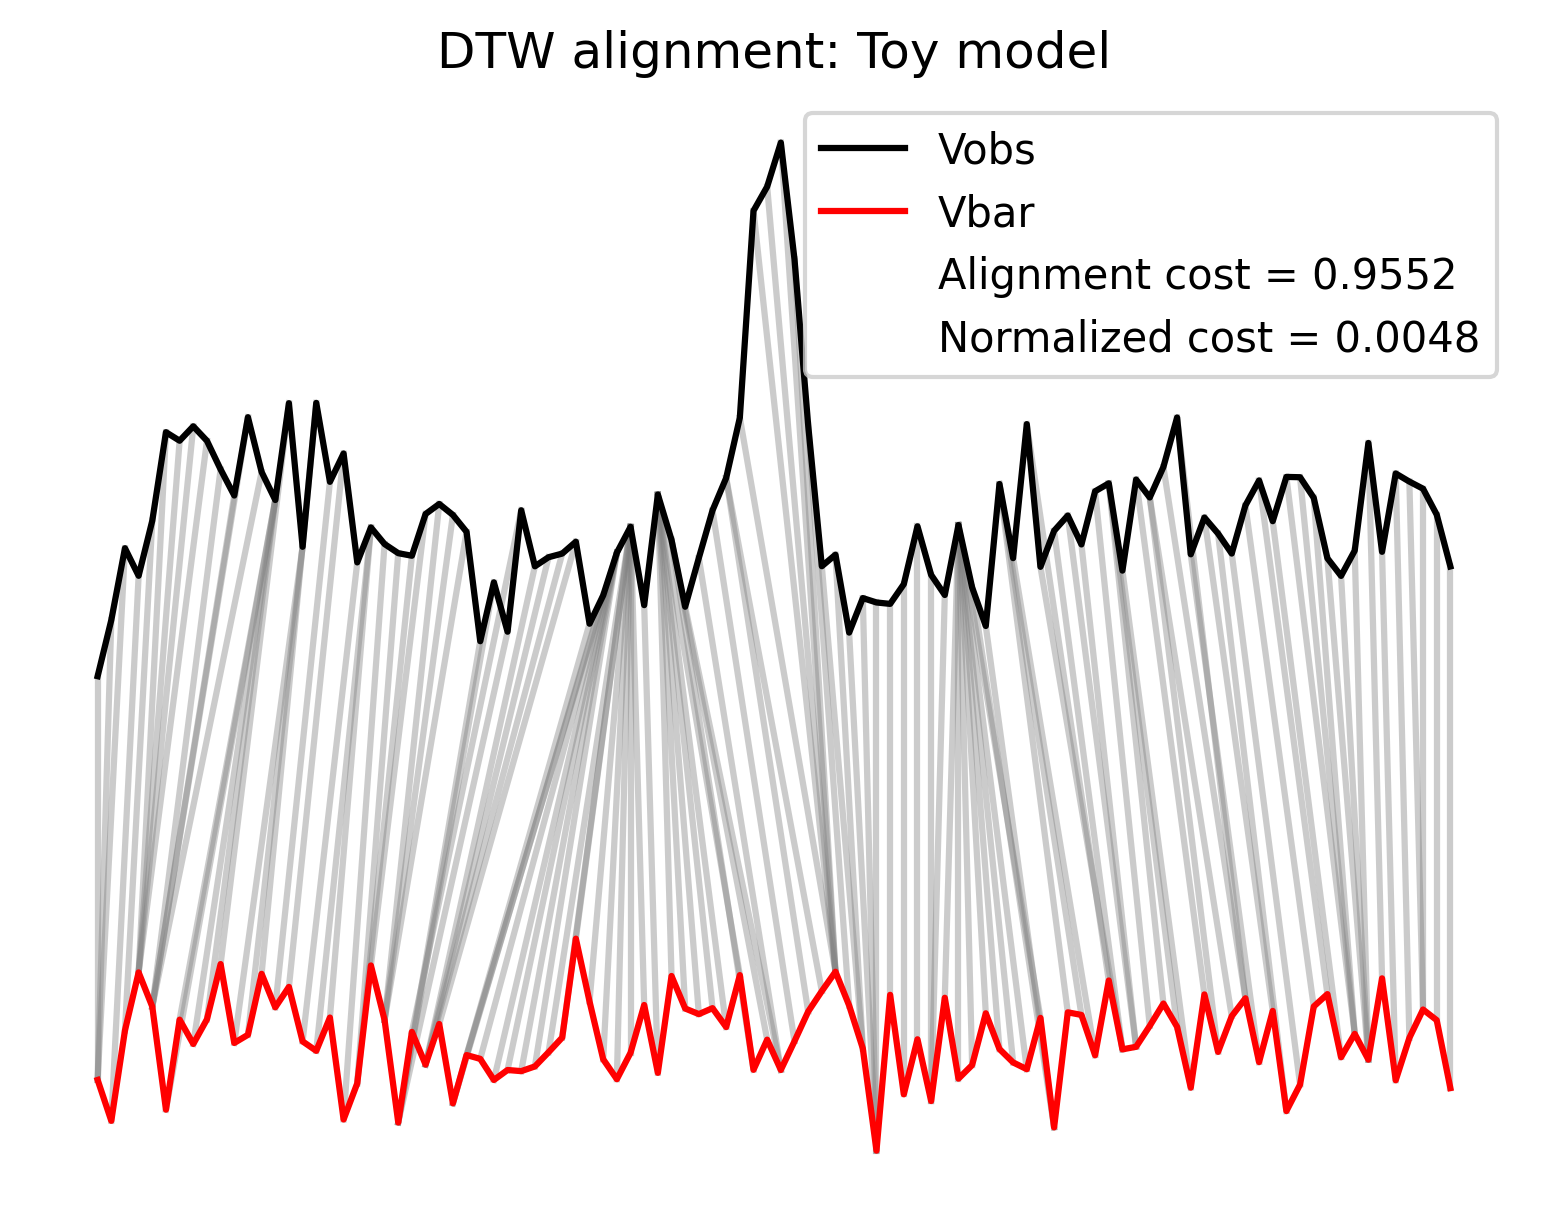 DTW alignment: Toy model
Vobs
Vbar
Alignment cost = 0.9552
Normalized cost = 0.0048